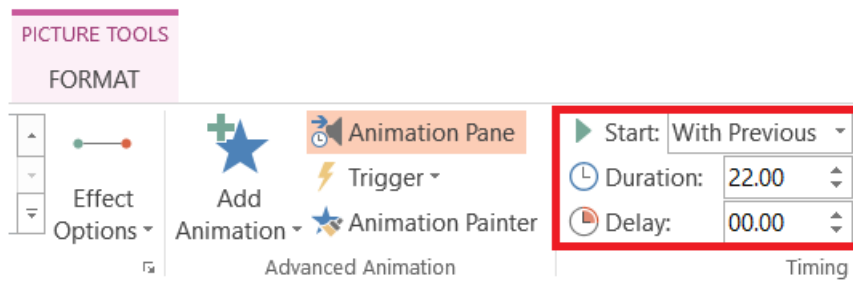 PICTURE TOOLS
FORMAT
Effect
Options
Add
Animation
Animation Pane
Trigger
Animation Painter
Start: With Previous
Duration: 22.00
Delay: 00.00
Advanced Animation
Timing